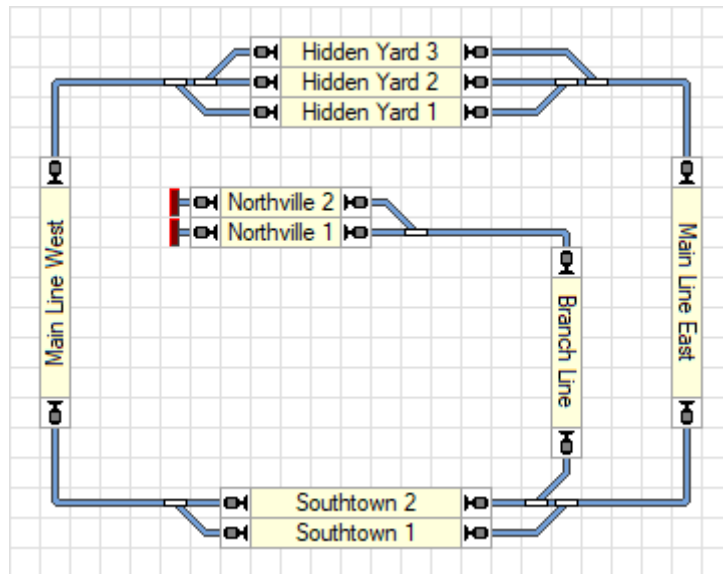 Hidden Yard 3
Hidden Yard 2
Hidden Yard 1
Northville 2
Northville 1
Main Line West
Branch Line
Main Line East
Southtown 2
Southtown 1